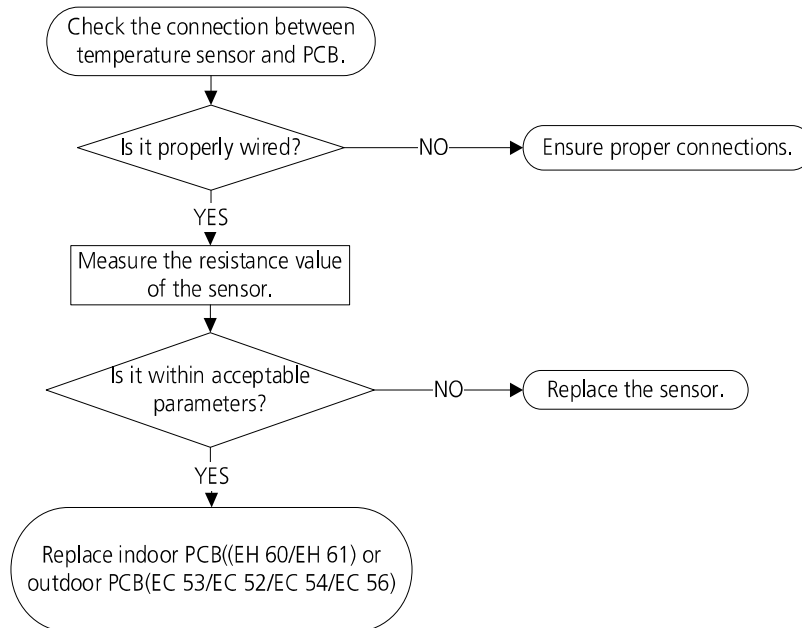 Check the connection between
temperature sensor and PCB.
Is it properly wired?
NO
Ensure proper connections.
YES
Measure the resistance value
of the sensor.
Is it within acceptable
parameters?
NO
Replace the sensor.
YES
Replace indoor PCB((EH 60/EH 61) or
outdoor PCB(EC 53/EC 52/EC 54/EC 56)